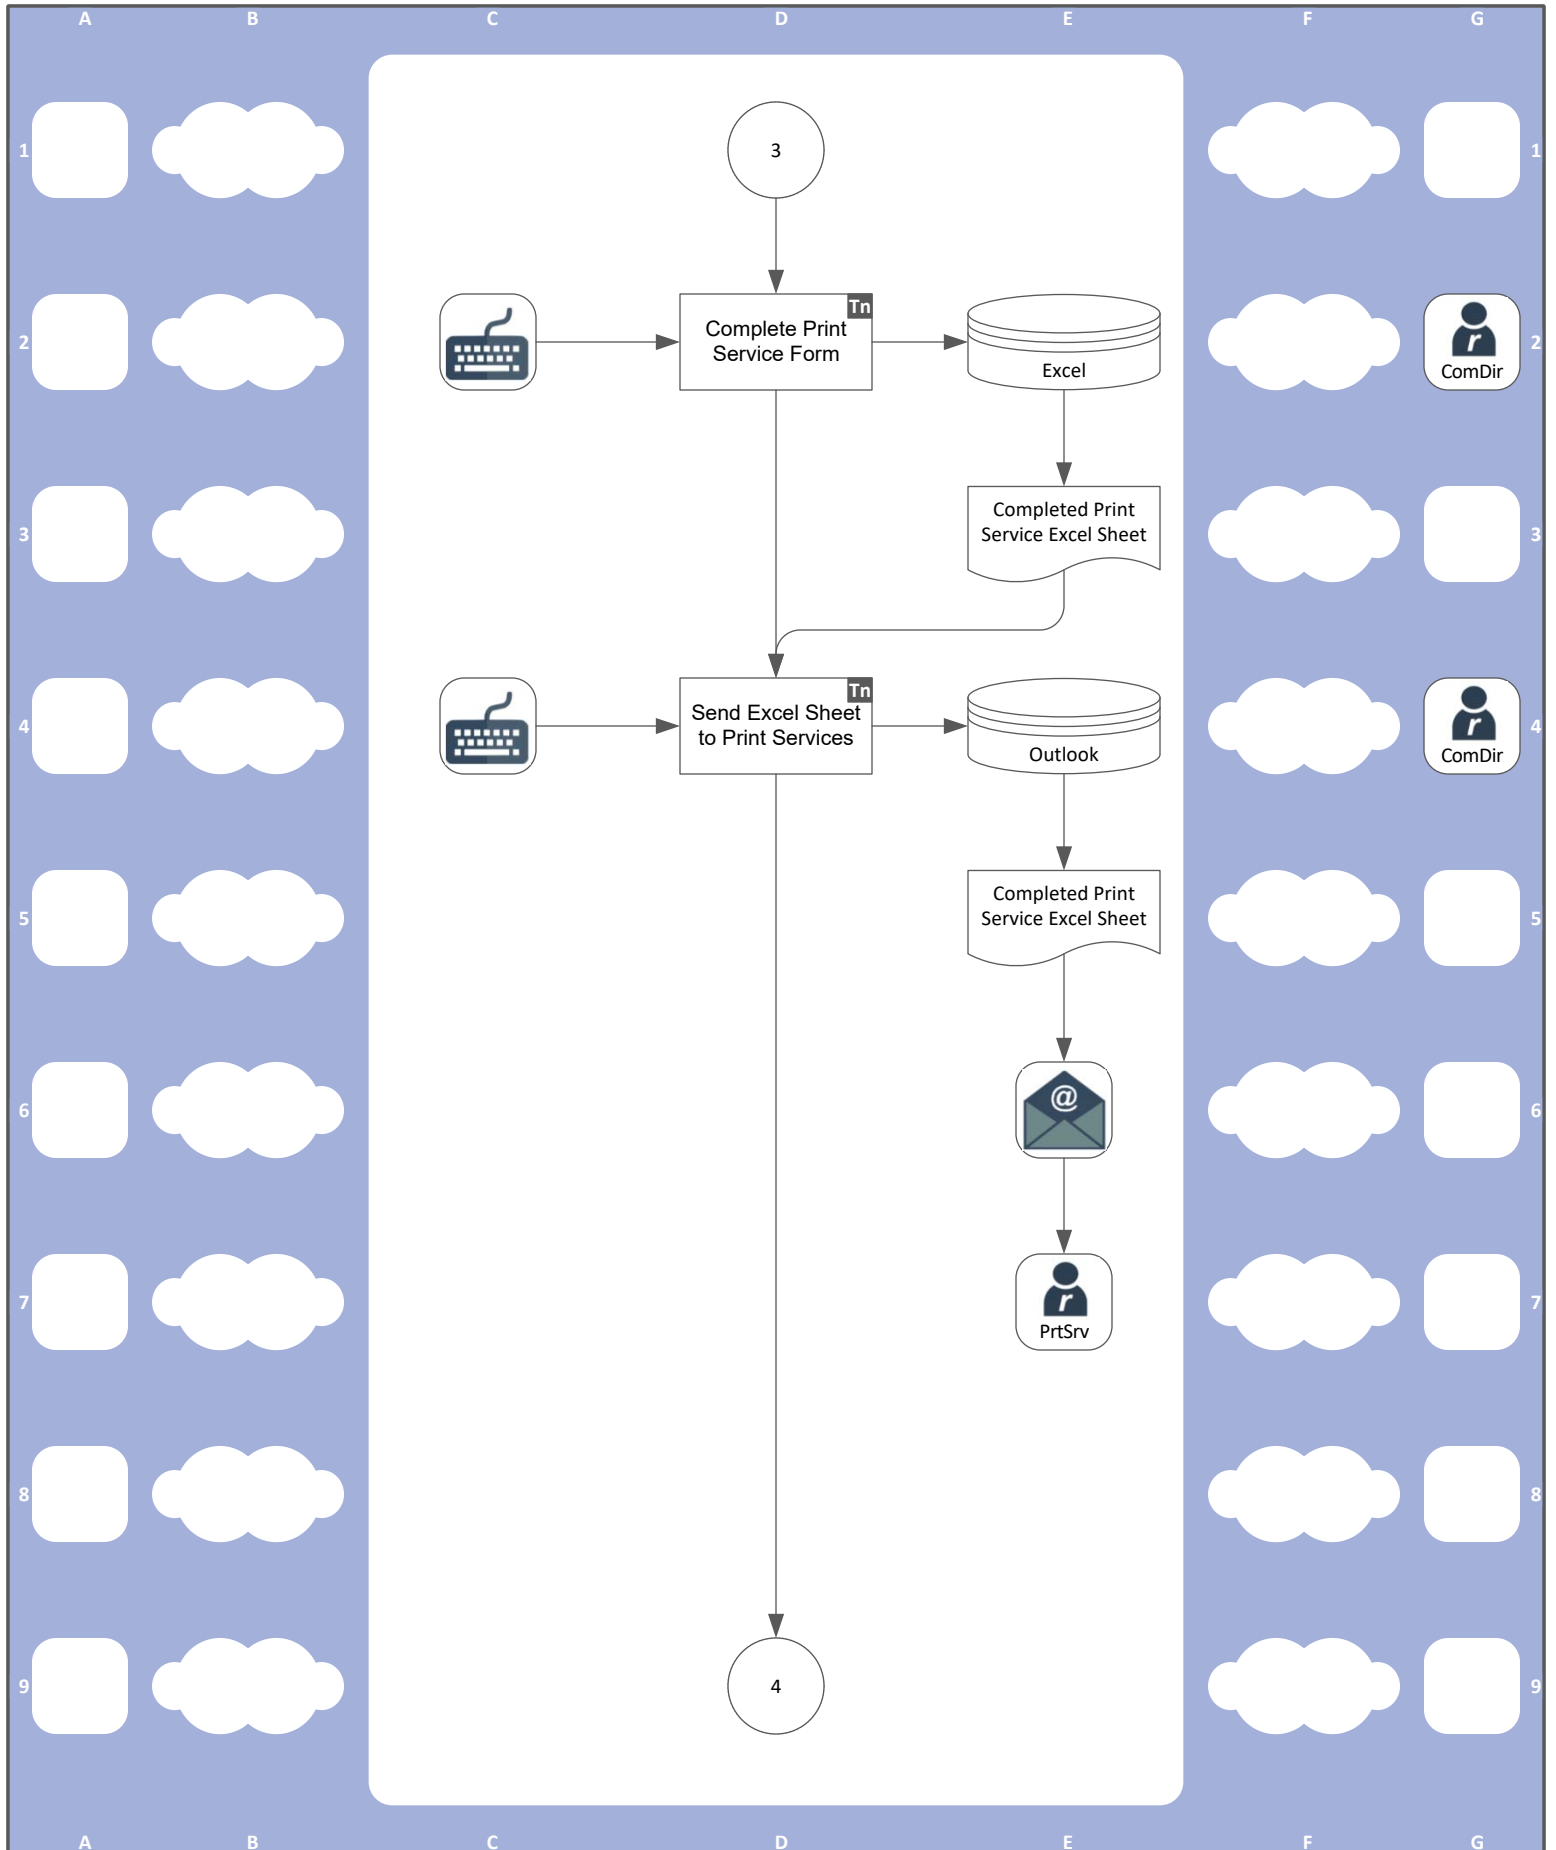 A B C D E F G
1 3 1
Tn
2 Complete Print 2
Service Form
Excel
r
ComDir
3 Completed Print 3
Service Excel Sheet
Tn
4 Send Excel Sheet 4
to Print Services
Outlook
r
ComDir
5 Completed Print 5
Service Excel Sheet
6 @ 6
7 r 7
PrtSrv
8 8
9 4 9
A B C D E F G